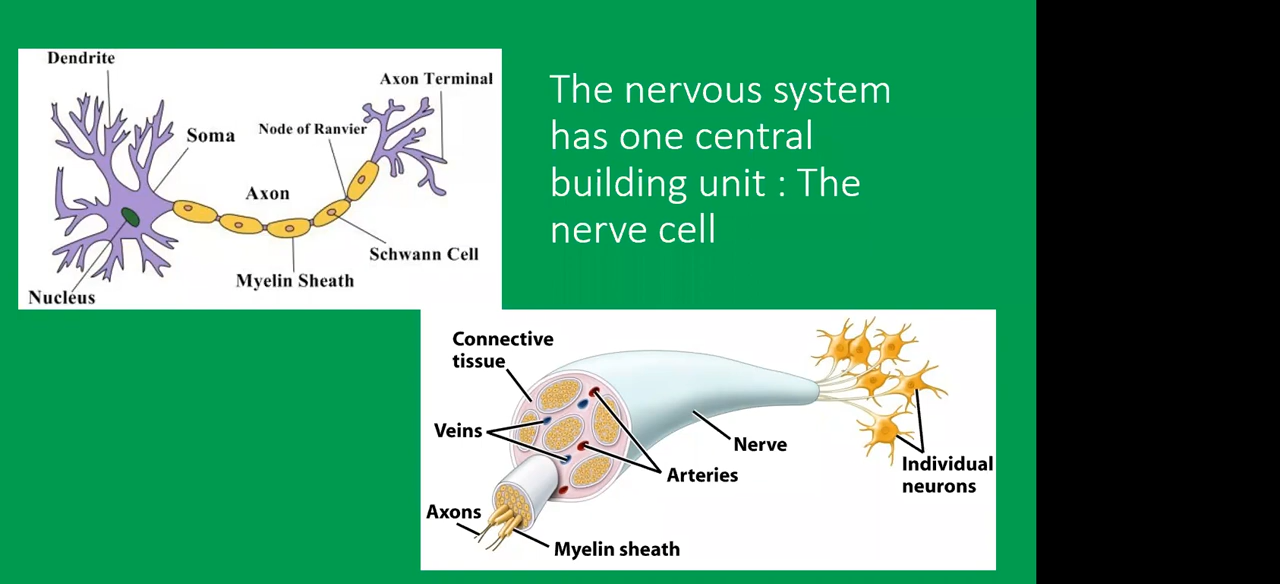 Dendrite
Axon Terminal
Soma
Node of Ranvier
Axon
Schwann Cell
Myelin Sheath
Nucleus
The nervous system
has one central
building unit : The
nerve cell
Connective
tissue
Veins
Nerve
Arteries
Individual
neurons
Axons
Myelin sheath